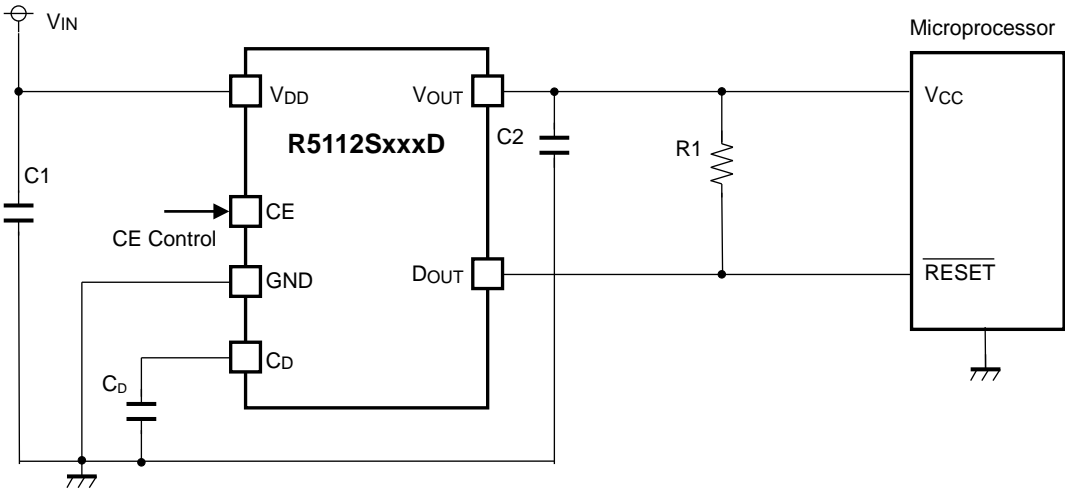 VIN
Microprocessor
VDD
VOUT
VCC
R5112SxxxD
C2
R1
C1
CE
CE Control
GND
DOUT
RESET
CD
CD